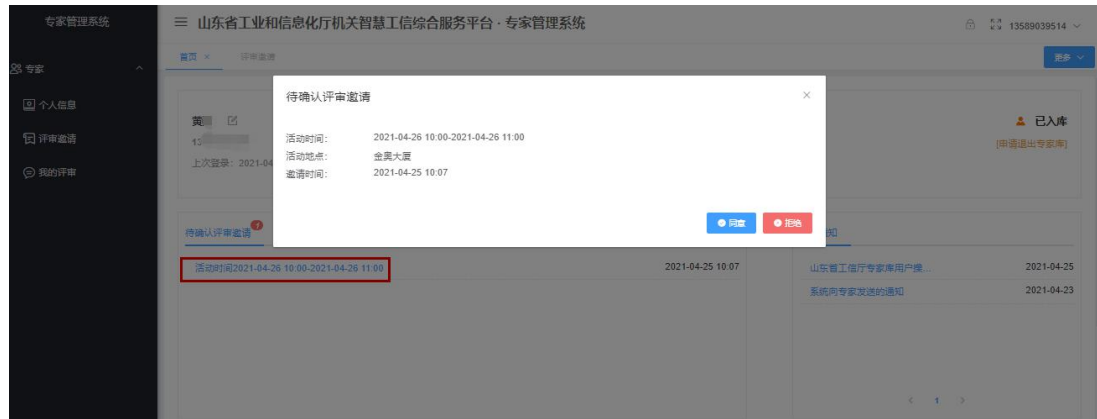 专家管理系统
山东省工业和信息化厅机关智慧工信综合服务平台 · 专家管理系统
13589039514
首页 ×
评审邀请
更多
专家
个人信息
评审邀请
我的评审
黄
13
上次登录: 2021-04
已入库
[申请退出专家库]
待确认评审邀请
×
活动时间: 2021-04-26 10:00-2021-04-26 11:00
活动地点: 金奥大厦
邀请时间: 2021-04-25 10:07
同意
拒绝
待确认评审邀请
知
活动时间2021-04-26 10:00-2021-04-26 11:00
2021-04-25 10:07
山东省工信厅专家库用户操...
2021-04-25
系统向专家发送的通知
2021-04-23
< 1 >